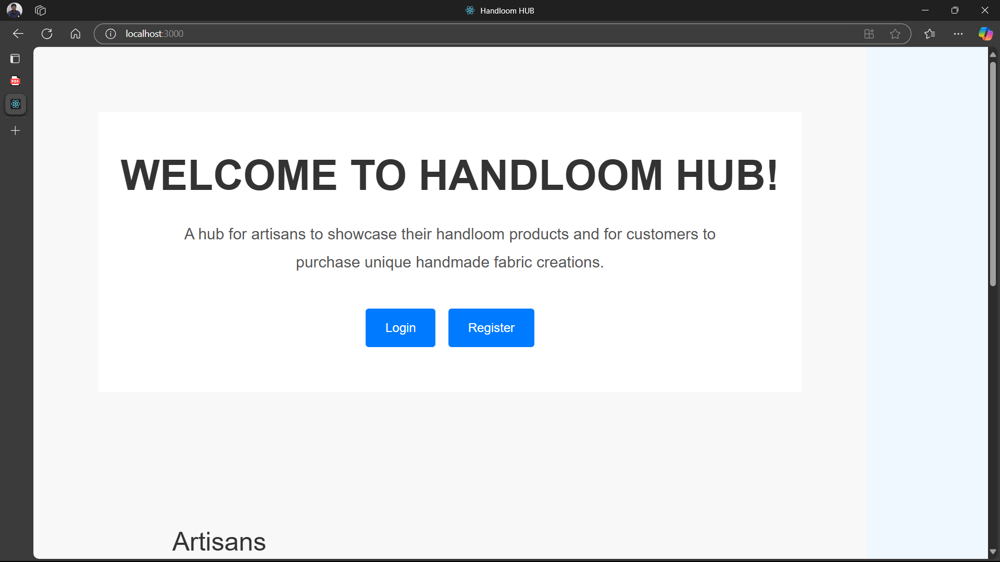 Handloom HUB
localhost:3000
PDF
WELCOME TO HANDLOOM HUB!
A hub for artisans to showcase their handloom products and for customers to
purchase unique handmade fabric creations.
Login Register
Artisans